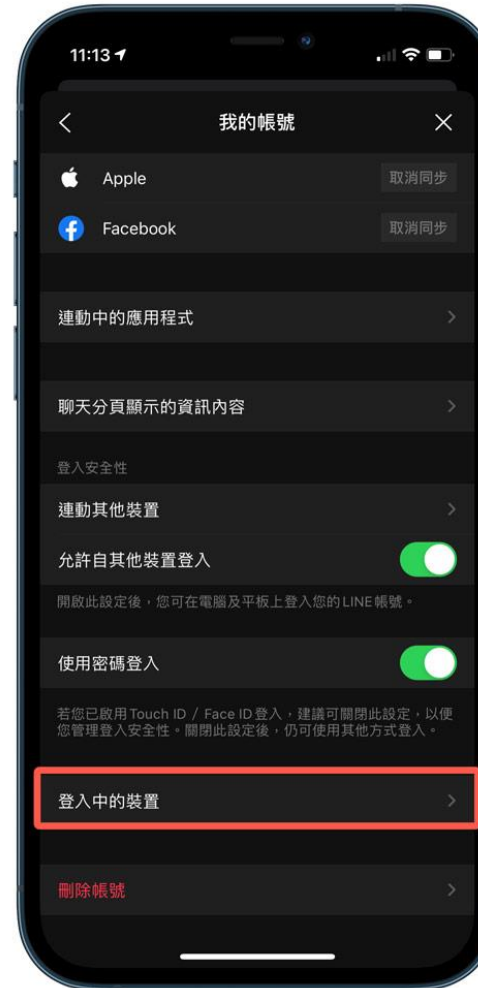 11:13
我的帳號
Apple
取消同步
Facebook
取消同步
連動中的應用程式
聊天分頁顯示的資訊內容
登入安全性
連動其他裝置
允許自其他裝置登入
開啟此設定後，您可在電腦及平板上登入您的LINE帳號。
使用密碼登入
若您已啟用Touch ID / Face ID登入，建議可關閉此設定，以便
您管理登入安全性。關閉此設定後，仍可使用其他方式登入。
登入中的裝置
刪除帳號